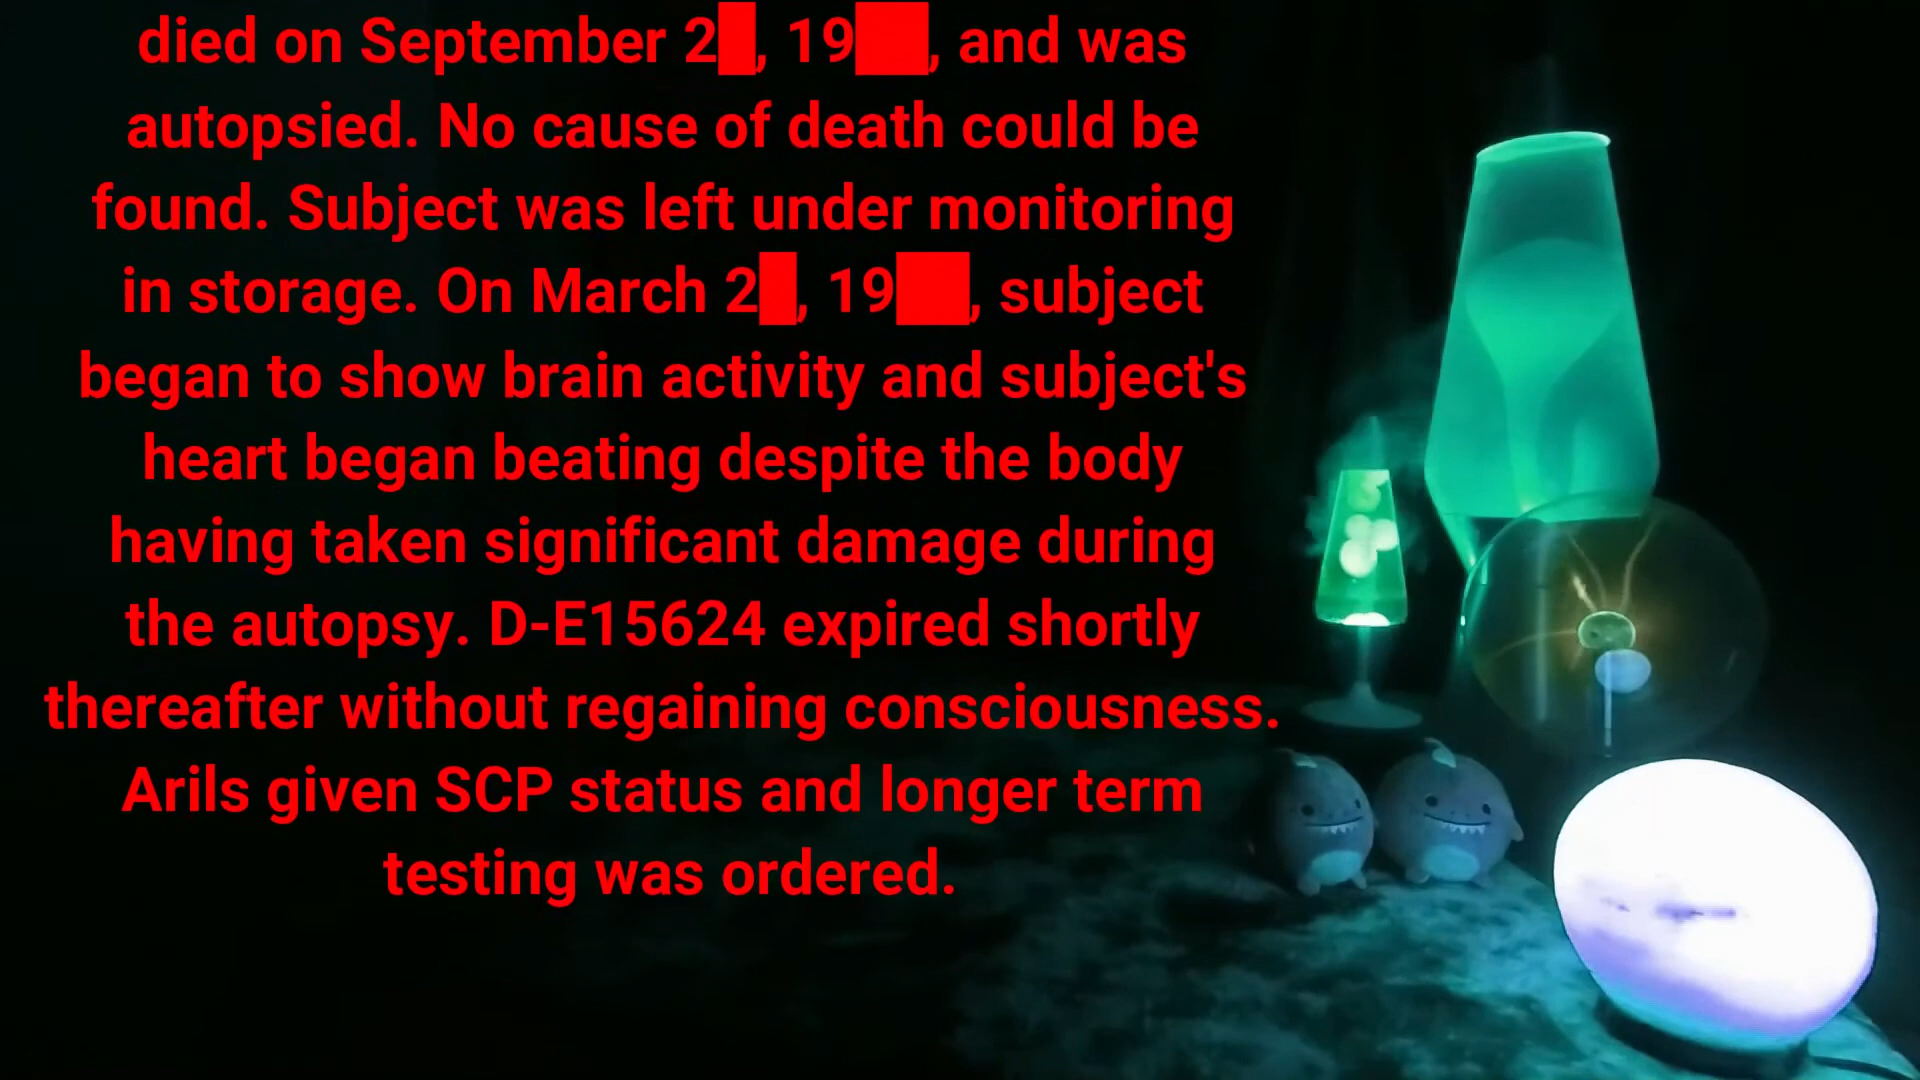 died on September 2█, 19██, and was
autopsied. No cause of death could be
found. Subject was left under monitoring
in storage. On March 2█, 19██, subject
began to show brain activity and subject's
heart began beating despite the body
having taken significant damage during
the autopsy. D-E15624 expired shortly
thereafter without regaining consciousness.
Arils given SCP status and longer term
testing was ordered.